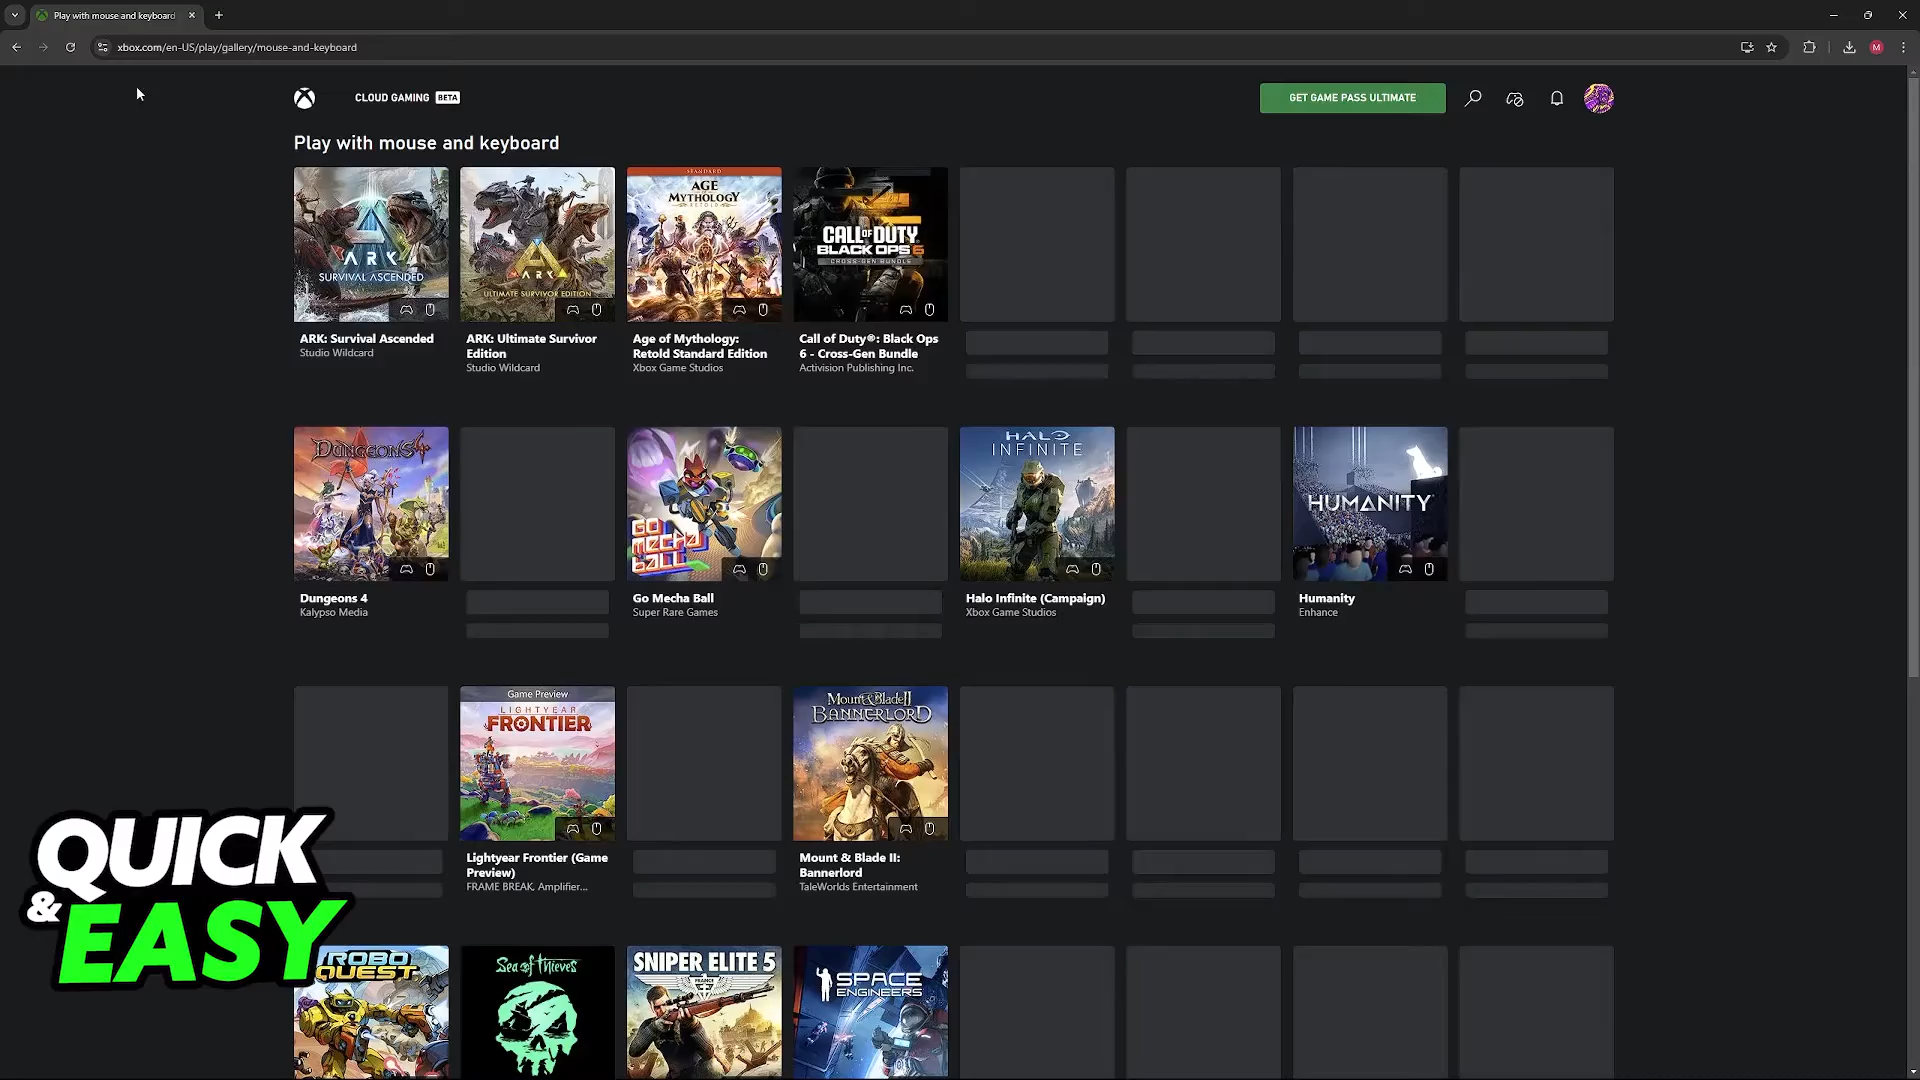 Play with mouse and keyboard
xbox.com/en-US/play/gallery/mouse-and-keyboard
M
CLOUD GAMING BETA
GET GAME PASS ULTIMATE
Play with mouse and keyboard
ARK
SURVIVAL ASCENDED
ARK
ULTIMATE SURVIVOR EDITION
STANDARD
AGE
OF
MYTHOLOGY
RETOLD
CALL OF DUTY
BLACK OPS 6
CROSS-GEN BUNDLE
ARK: Survival Ascended
Studio Wildcard
ARK: Ultimate Survivor
Edition
Studio Wildcard
Age of Mythology:
Retold Standard Edition
Xbox Game Studios
Call of Duty®: Black Ops
6 - Cross-Gen Bundle
Activision Publishing Inc.
DUNGEONS 4
GO
MECHA
BALL
HALO
INFINITE
HUMANITY
Dungeons 4
Kalypso Media
Go Mecha Ball
Super Rare Games
Halo Infinite (Campaign)
Xbox Game Studios
Humanity
Enhance
Game Preview
LIGHTYEAR
FRONTIER
Mount & Blade II
BANNERLORD
Lightyear Frontier (Game
Preview)
FRAME BREAK, Amplifier...
Mount & Blade II:
Bannerlord
TaleWorlds Entertainment
QUICK
& EASY
ROBO
QUEST
Sea of Thieves
SNIPER ELITE 5
FRANCE
SPACE
ENGINEERS